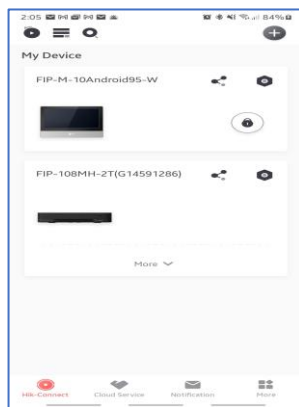 2:05
84%
My Device
FIP-M-10Android95-W
FIP-108MH-2T(G14591286)
More
Hik-Connect Cloud Service Notification More